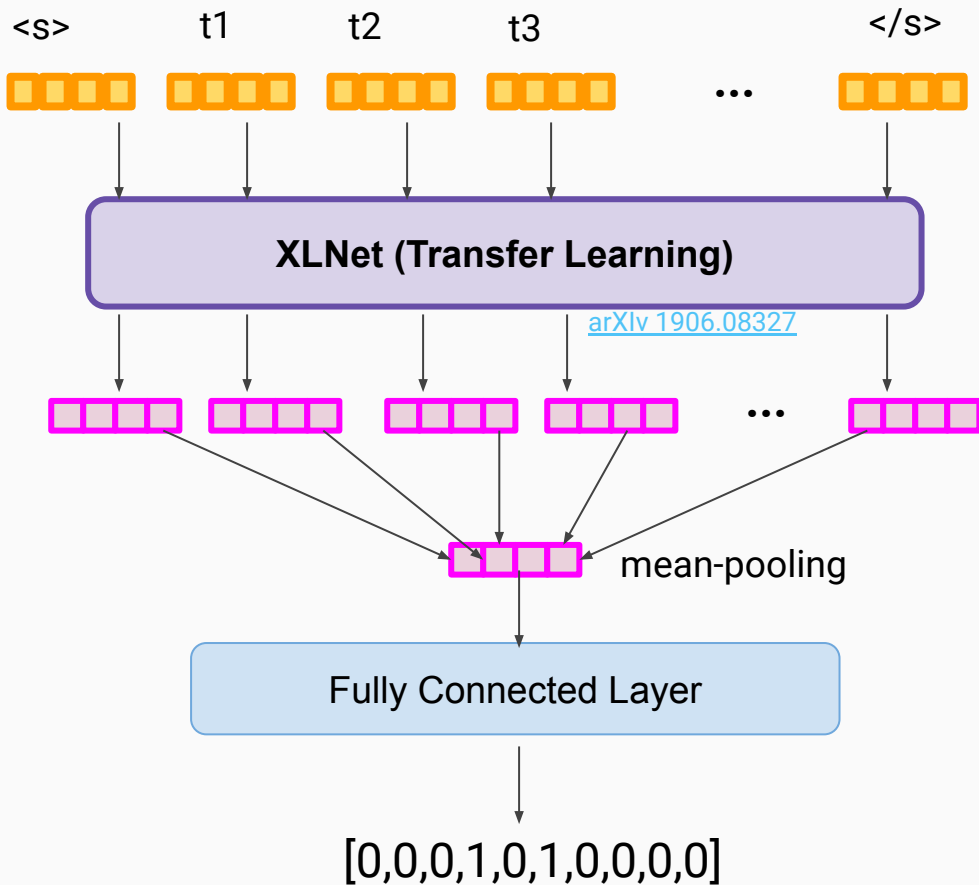 <s> t1 t2 t3 ... </s>
XLNet (Transfer Learning)
arXIv 1906.08327
...
mean-pooling
Fully Connected Layer
[0,0,0,1,0,1,0,0,0,0]